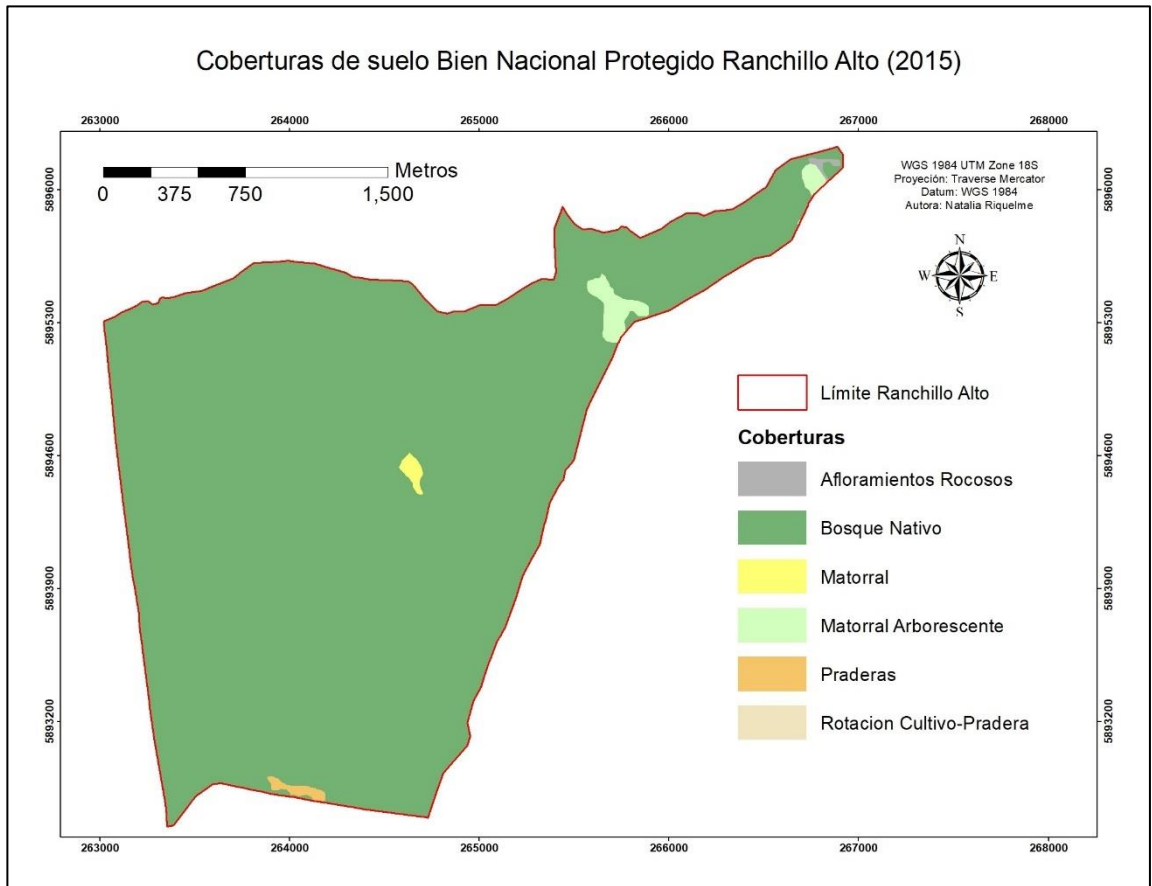 Coberturas de suelo Bien Nacional Protegido Ranchillo Alto (2015)
263000 264000 265000 266000 267000 268000
Metros
0 375 750 1,500
WGS 1984 UTM Zone 18S
Proyeción: Traverse Mercator
Datum: WGS 1984
Autora: Natalia Riquelme
N
W E
S
5896000 5896000
5895300 5895300
5894600 5894600
5893900 5893900
5893200 5893200
Límite Ranchillo Alto
Coberturas
Afloramientos Rocosos
Bosque Nativo
Matorral
Matorral Arborescente
Praderas
Rotacion Cultivo-Pradera
263000 264000 265000 266000 267000 268000